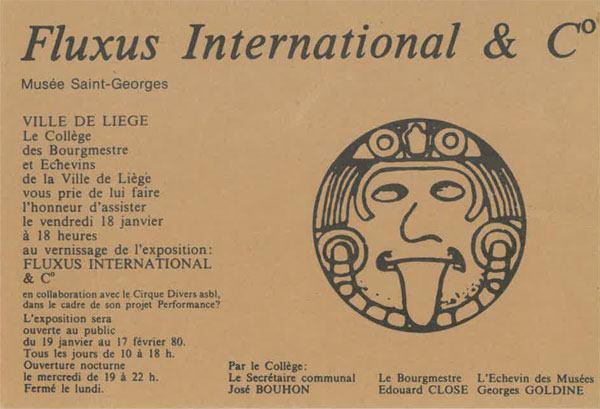 Fluxus International & Cº
Musée Saint-Georges
VILLE DE LIEGE
Le Collège
des Bourgmestre
et Echevins
de la Ville de Liège
vous prie de lui faire
l'honneur d'assister
le vendredi 18 janvier
à 18 heures
au vernissage de l'exposition:
FLUXUS INTERNATIONAL
& Cº
en collaboration avec le Cirque Divers asbl,
dans le cadre de son projet Performance?
L'exposition sera
ouverte au public
du 19 janvier au 17 février 80.
Tous les jours de 10 à 18 h.
Ouverture nocturne
le mercredi de 19 à 22 h.
Fermé le lundi.
Par le Collège:
Le Secrétaire communal
José BOUHON
Le Bourgmestre
Edouard CLOSE
L'Echevin des Musées
Georges GOLDINE